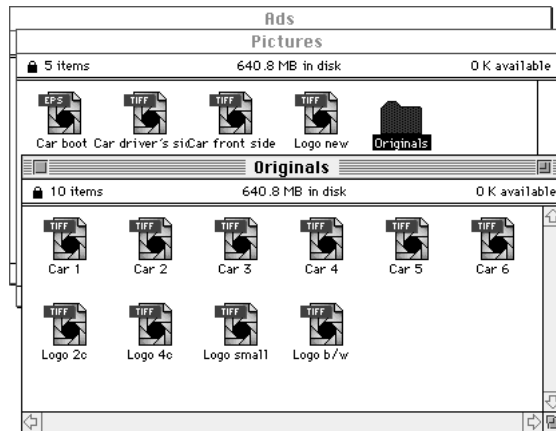 Ads
Pictures
5 items 640.8 MB in disk 0 K available
EPS TIFF TIFF TIFF
Car boot Car driver's si Car front side Logo new Originals
Originals
10 items 640.8 MB in disk 0 K available
TIFF TIFF TIFF TIFF TIFF TIFF
Car 1 Car 2 Car 3 Car 4 Car 5 Car 6
TIFF TIFF TIFF TIFF
Logo 2c Logo 4c Logo small Logo b/w